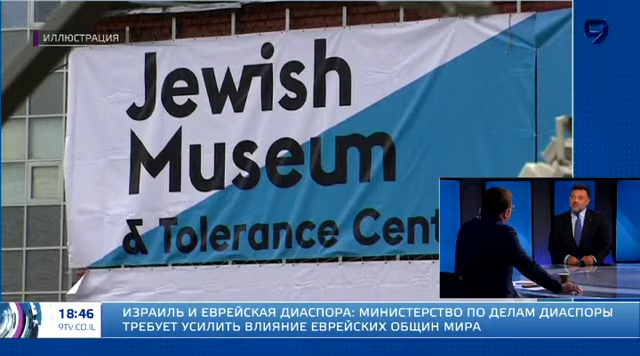 ИЛЛЮСТРАЦИЯ
9
Jewish
Museum
& Tolerance Cent
18:46
9TV.CO.IL
ИЗРАИЛЬ И ЕВРЕЙСКАЯ ДИАСПОРА: МИНИСТЕРСТВО ПО ДЕЛАМ ДИАСПОРЫ
ТРЕБУЕТ УСИЛИТЬ ВЛИЯНИЕ ЕВРЕЙСКИХ ОБЩИН МИРА